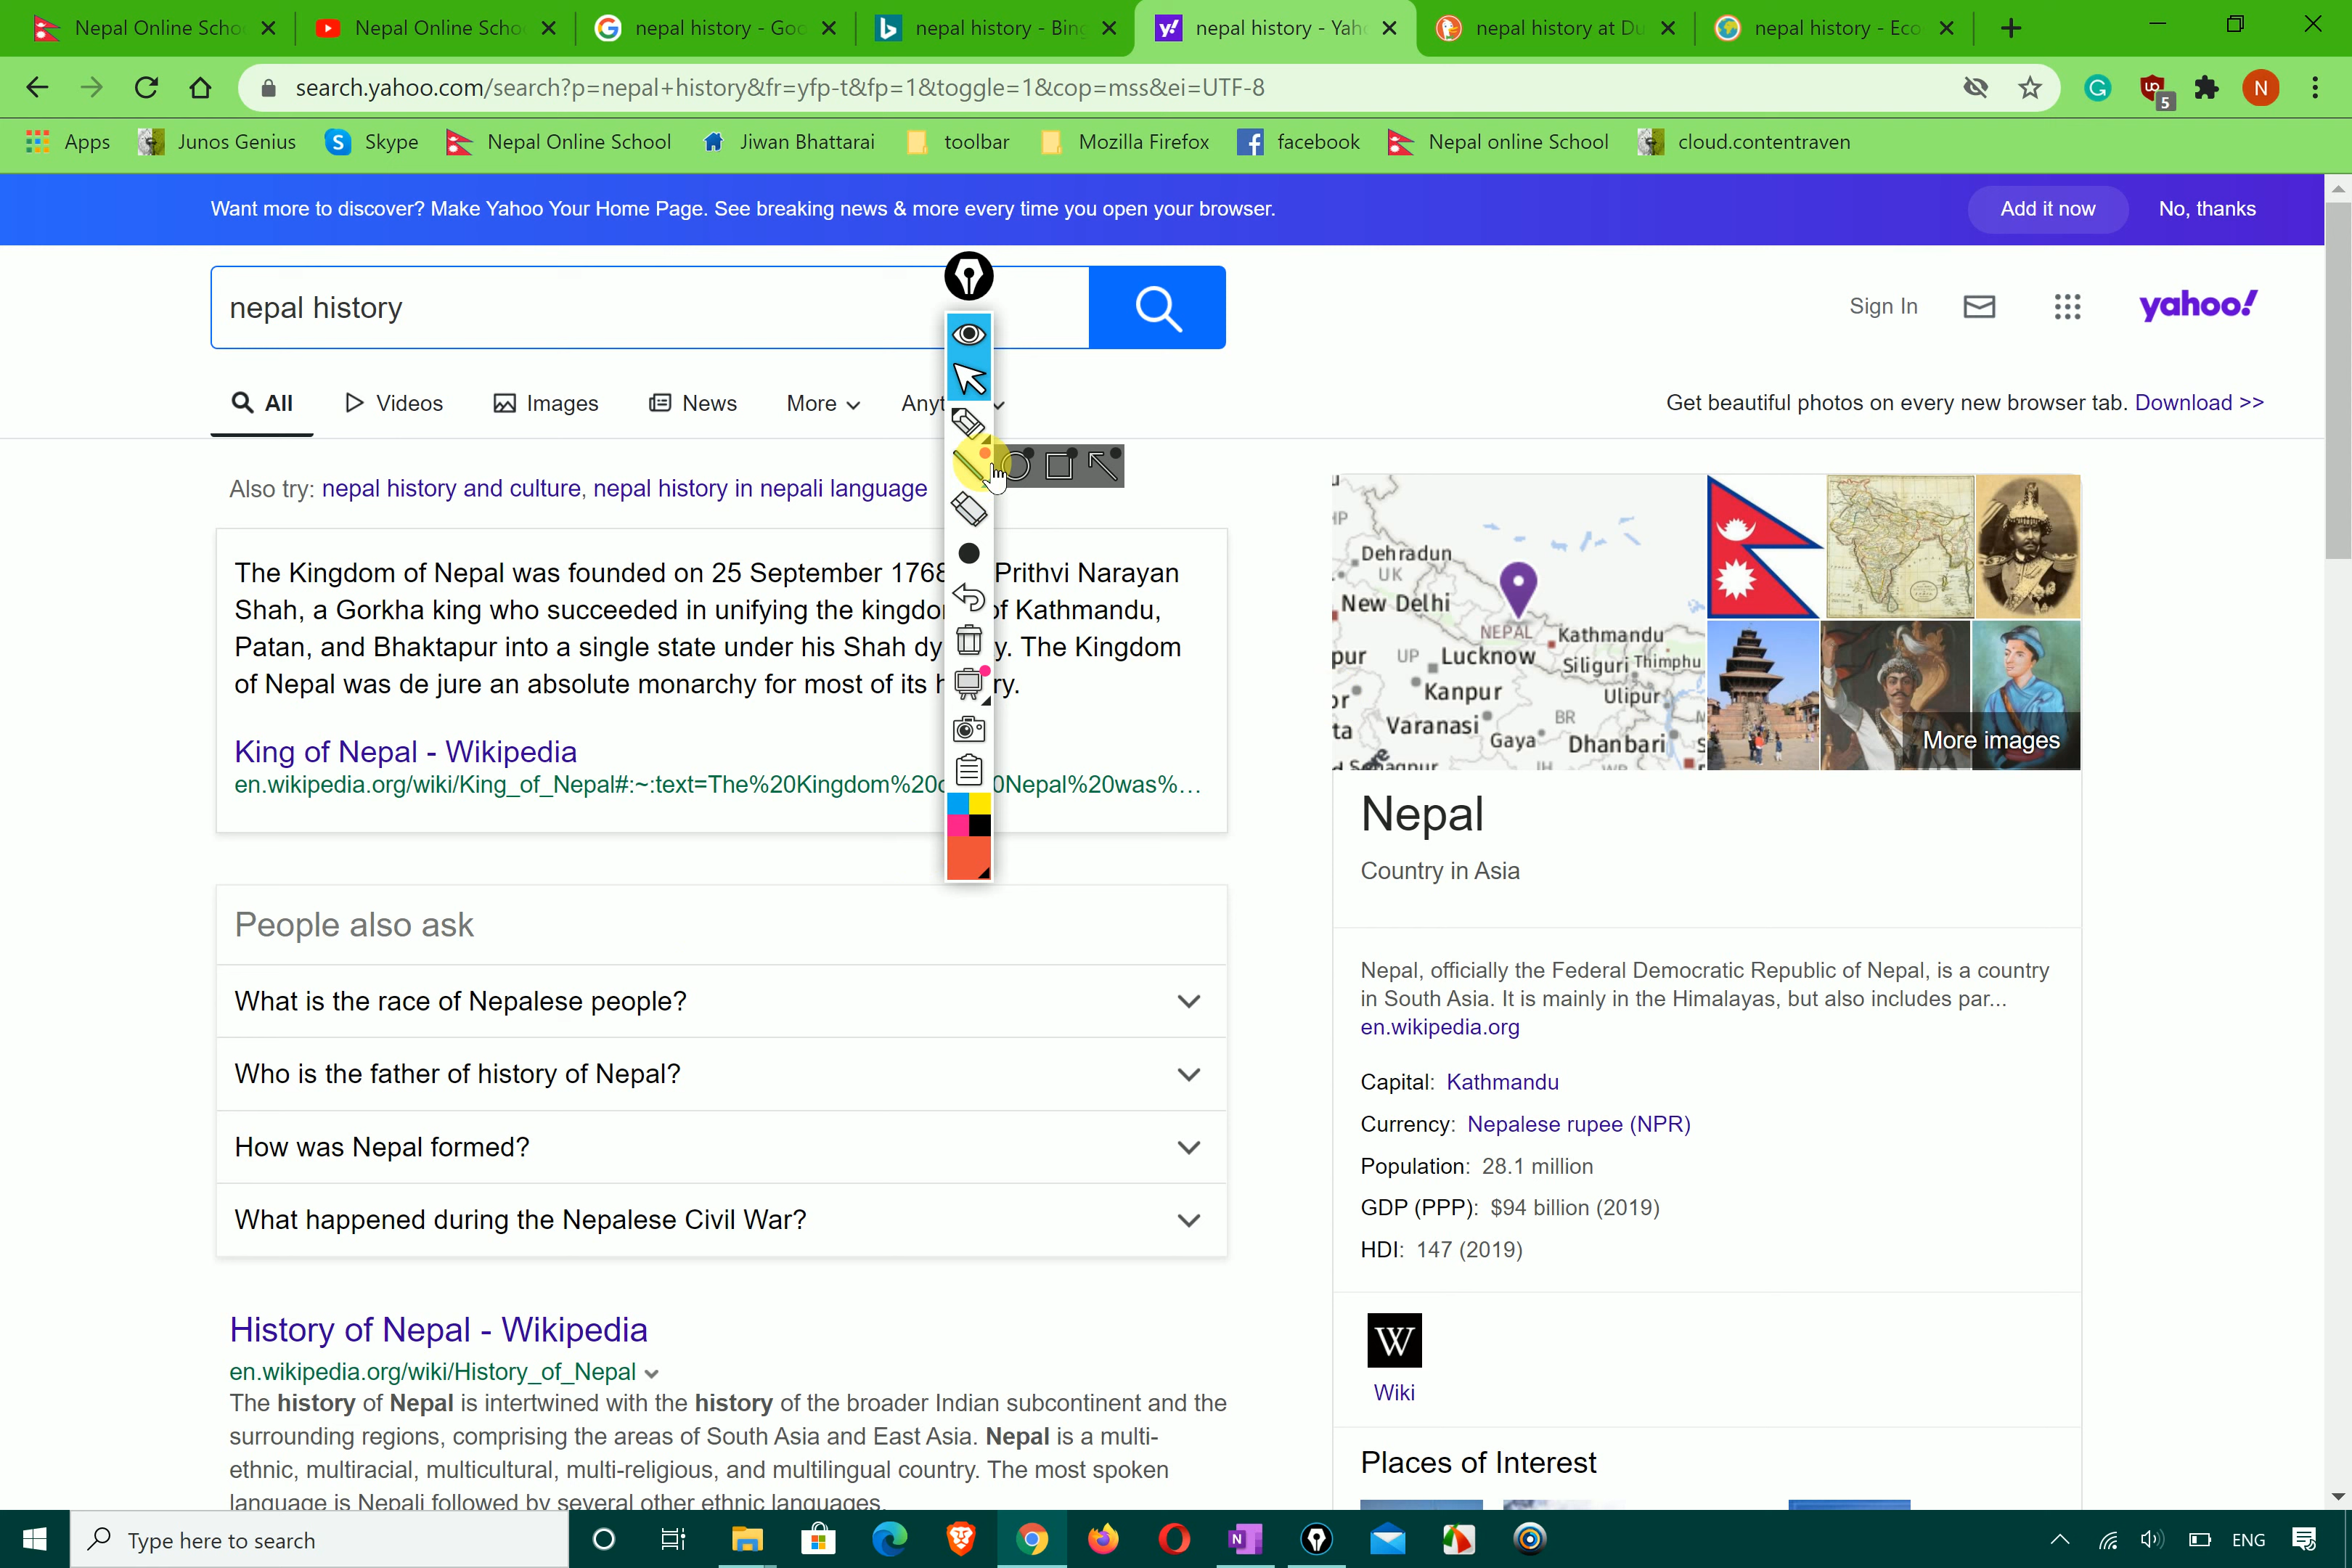 Nepal Online Scho
Nepal Online Scho
nepal history - Goo
nepal history - Bing
nepal history - Yah
nepal history at Du
nepal history - Eco
search.yahoo.com/search?p=nepal+history&fr=yfp-t&fp=1&toggle=1&cop=mss&ei=UTF-8
5
N
Apps
Junos Genius
Skype
Nepal Online School
Jiwan Bhattarai
toolbar
Mozilla Firefox
facebook
Nepal online School
cloud.contentraven
Want more to discover? Make Yahoo Your Home Page. See breaking news & more every time you open your browser.
Add it now
No, thanks
nepal history
Sign In
yahoo!
All
Videos
Images
News
More
Anyt
Get beautiful photos on every new browser tab. Download >>
Also try: nepal history and culture, nepal history in nepali language
The Kingdom of Nepal was founded on 25 September 1768 Prithvi Narayan
Shah, a Gorkha king who succeeded in unifying the kingdo of Kathmandu,
Patan, and Bhaktapur into a single state under his Shah dy y. The Kingdom
of Nepal was de jure an absolute monarchy for most of its h ry.
King of Nepal - Wikipedia
en.wikipedia.org/wiki/King_of_Nepal#:~:text=The%20Kingdom%20 0Nepal%20was%...
People also ask
What is the race of Nepalese people?
Who is the father of history of Nepal?
How was Nepal formed?
What happened during the Nepalese Civil War?
History of Nepal - Wikipedia
en.wikipedia.org/wiki/History_of_Nepal
The history of Nepal is intertwined with the history of the broader Indian subcontinent and the
surrounding regions, comprising the areas of South Asia and East Asia. Nepal is a multi-
ethnic, multiracial, multicultural, multi-religious, and multilingual country. The most spoken
language is Nepali followed by several other ethnic languages.
HP
Dehradun
UK
New Delhi
NEPAL
Kathmandu
pur
UP
Lucknow
Siliguri
Thimphu
Kanpur
Ulipur
or
Varanasi
BR
ta
Gaya
Dhanbari
JH
More images
Nepal
Country in Asia
Nepal, officially the Federal Democratic Republic of Nepal, is a country
in South Asia. It is mainly in the Himalayas, but also includes par...
en.wikipedia.org
Capital: Kathmandu
Currency: Nepalese rupee (NPR)
Population: 28.1 million
GDP (PPP): $94 billion (2019)
HDI: 147 (2019)
W
Wiki
Places of Interest
Type here to search
ENG